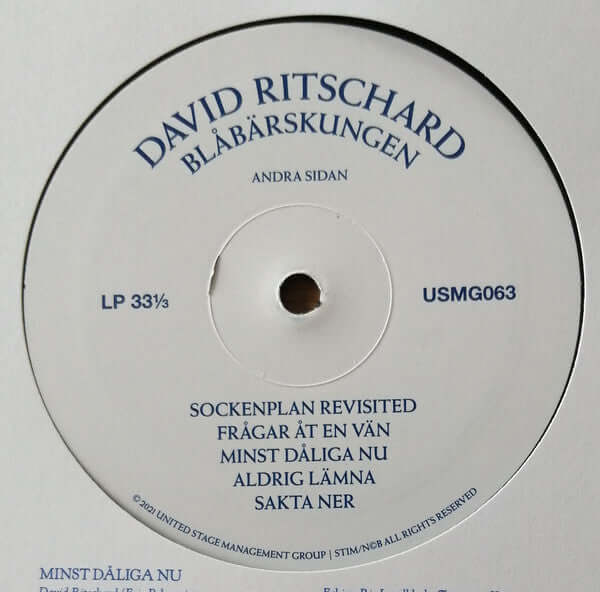 DAVID RITSCHARD
BLÅBÄRSKUNGEN
ANDRA SIDAN
LP 33⅓
USMG063
SOCKENPLAN REVISITED
FRÅGAR ÅT EN VÄN
MINST DÅLIGA NU
ALDRIG LÄMNA
SAKTA NER
©2021 UNITED STAGE MANAGEMENT GROUP | STIM/N©B ALL RIGHTS RESERVED
MINST DÅLIGA NU